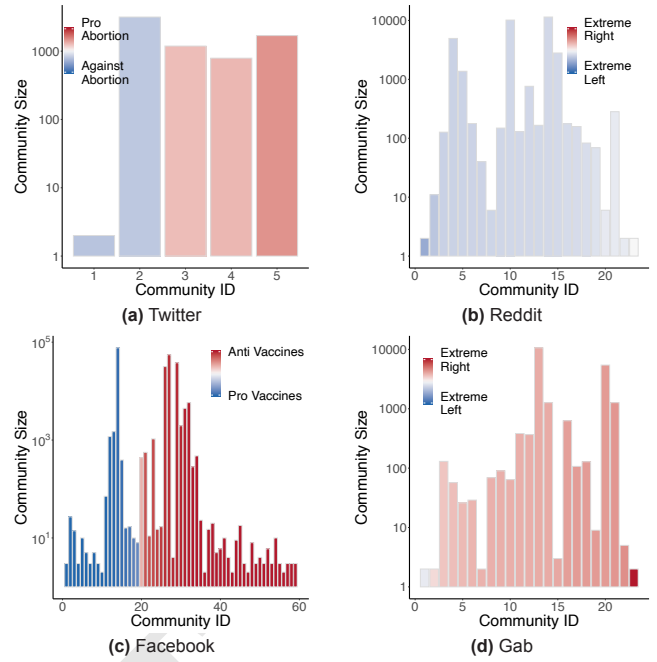 Pro
Abortion
Against
Abortion
Community Size
1000
100
10
1
1 2 3 4 5
Community ID
(a) Twitter
Extreme
Right
Extreme
Left
Community Size
10000
1000
100
10
1
0 5 10 15 20
Community ID
(b) Reddit
Anti Vaccines
Pro Vaccines
Community Size
10^5
10^3
10^1
0 20 40 60
Community ID
(c) Facebook
Extreme
Right
Extreme
Left
Community Size
10000
1000
100
10
1
0 5 10 15 20
Community ID
(d) Gab